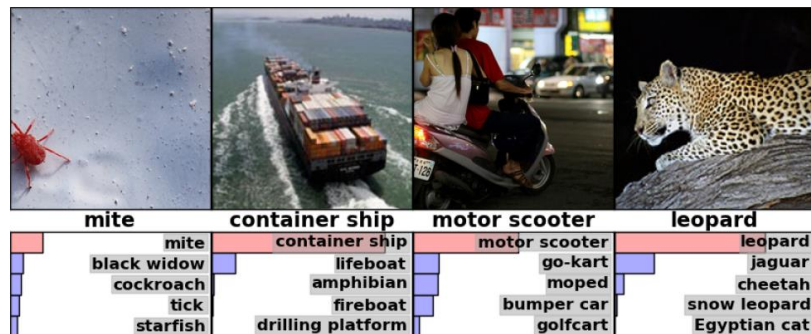 mite container ship motor scooter leopard
mite container ship motor scooter leopard
black widow lifeboat go-kart jaguar
cockroach amphibian moped cheetah
tick fireboat bumper car snow leopard
starfish drilling platform golfcart Egyptian cat